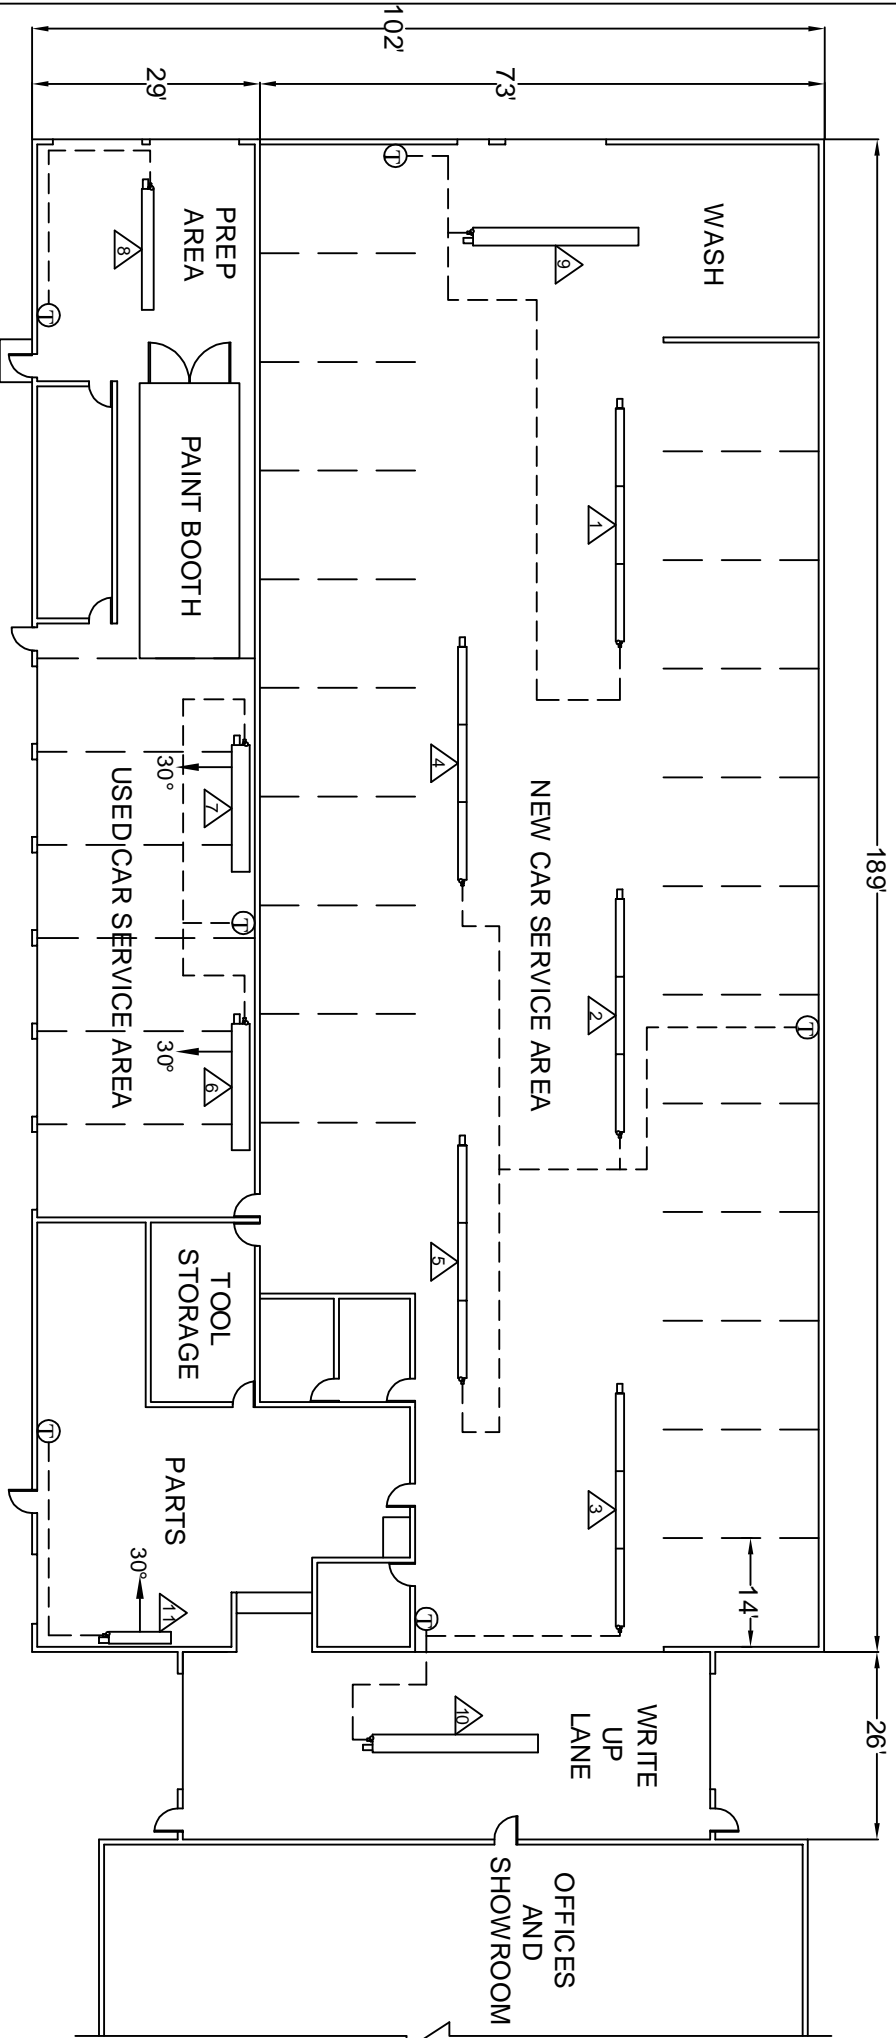 102'
29'
73'
189'
26'
WASH
PREP
AREA
PAINT BOOTH
NEW CAR SERVICE AREA
USED CAR SERVICE AREA
TOOL
STORAGE
PARTS
WRITE
UP
LANE
OFFICES
AND
SHOWROOM
14'
30°
30°
30°
1
2
3
4
5
6
7
8
9
10
11
T
T
T
T
T
T